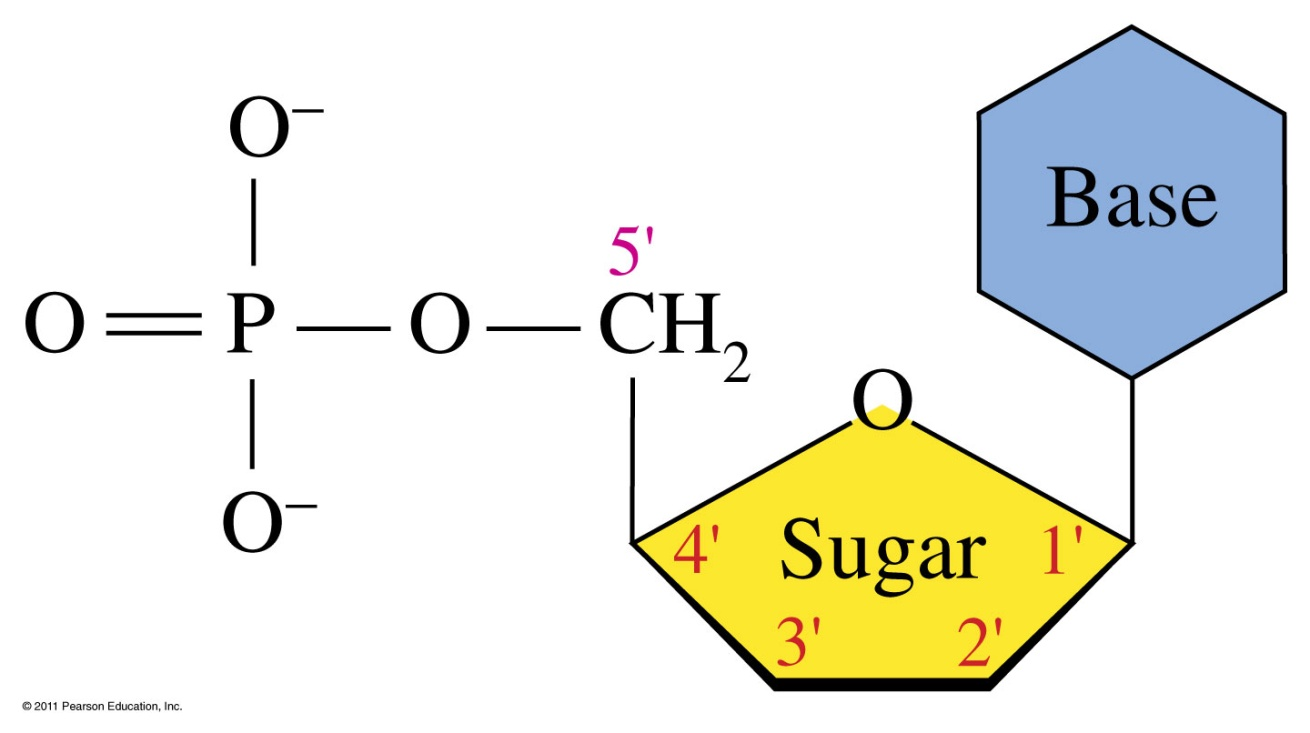 O⁻
5'
O P O CH₂
O
Base
O⁻
4' Sugar 1'
3' 2'
© 2011 Pearson Education, Inc.